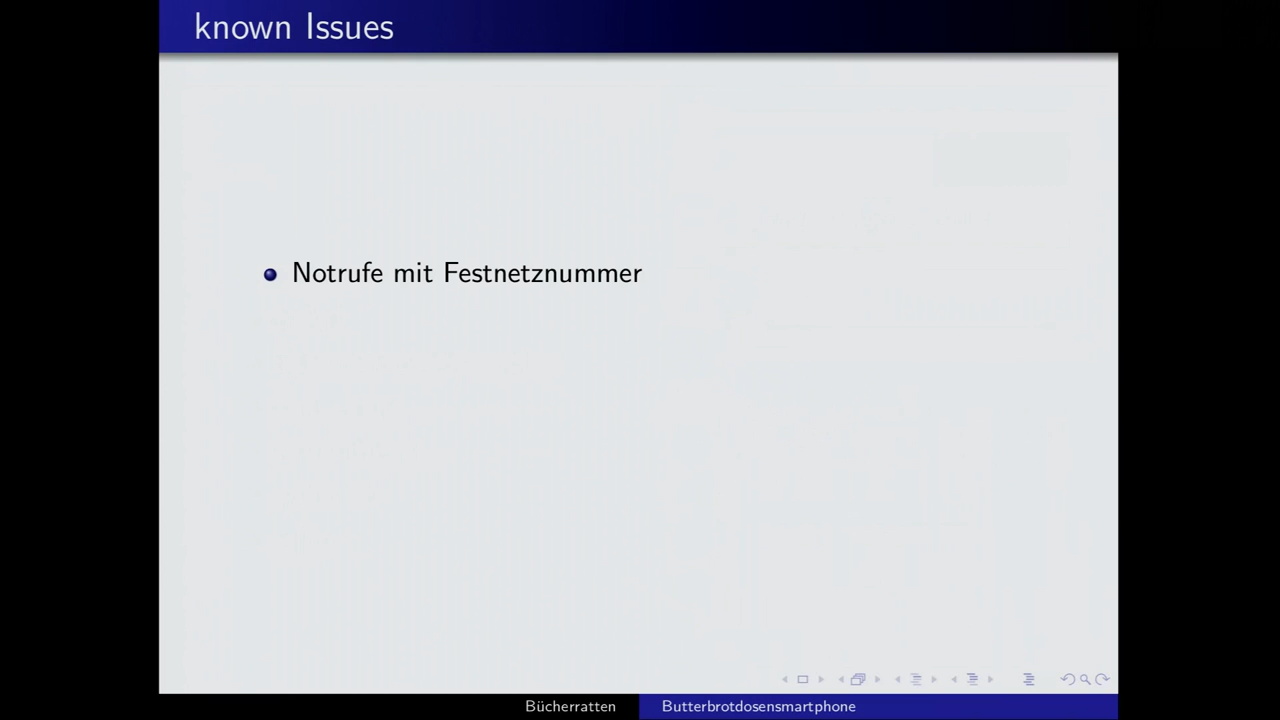 known Issues
Notrufe mit Festnetznummer
Bücherratten
Butterbrotdosensmartphone